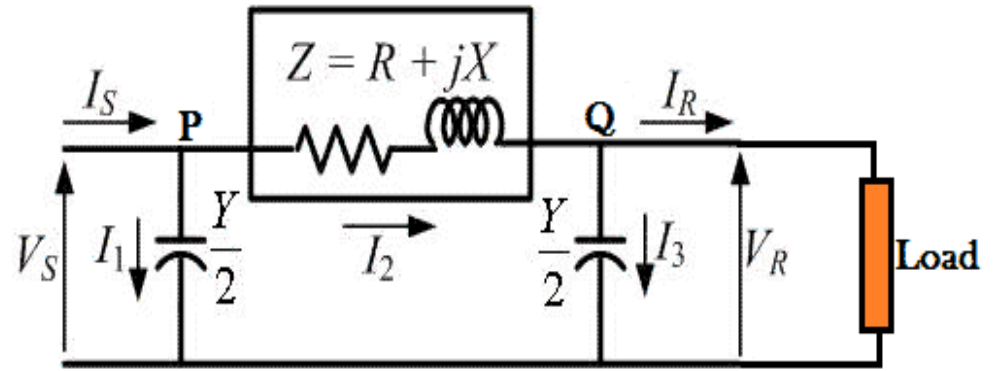 Z = R + jX
I_S
P
Q
I_R
V_S
I_1
Y/2
I_2
Y/2
I_3
V_R
Load